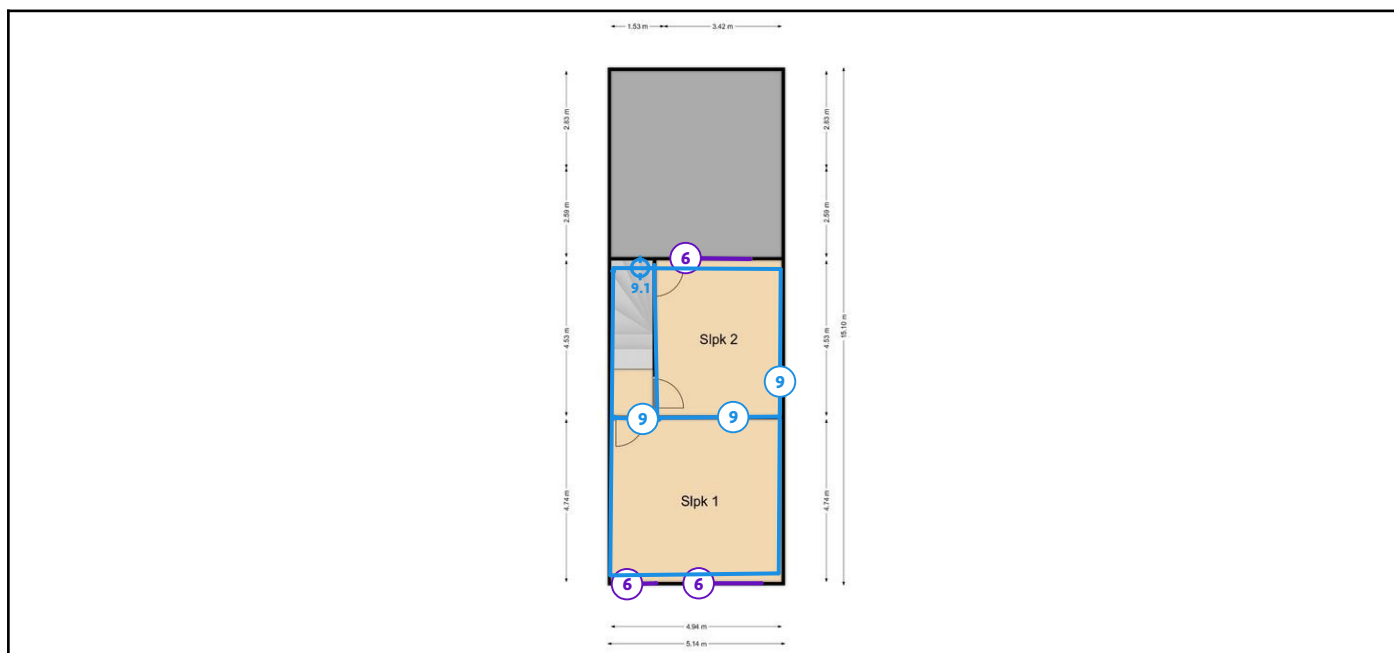 1.53 m 3.42 m
2.83 m 2.83 m
2.59 m 2.59 m
6
9.1
4.53 m Slpk 2 4.53 m 15.10 m
9
9 9
4.74 m Slpk 1 4.74 m
6 6
4.94 m
5.14 m